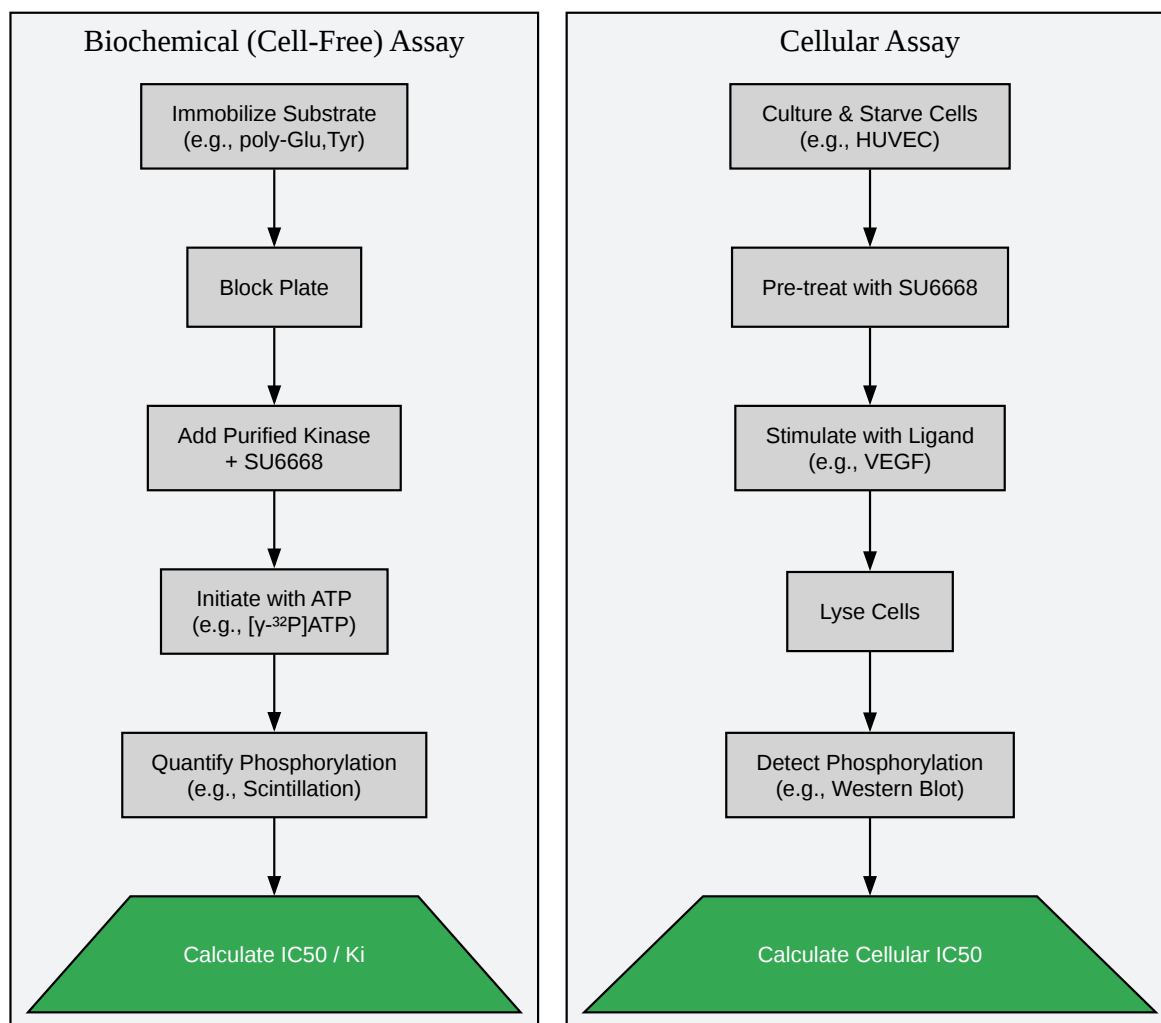 Biochemical (Cell-Free) Assay
Immobilize Substrate
(e.g., poly-Glu,Tyr)
Block Plate
Add Purified Kinase
+ SU6668
Initiate with ATP
(e.g., [γ-³²P]ATP)
Quantify Phosphorylation
(e.g., Scintillation)
Calculate IC50 / Ki
Cellular Assay
Culture & Starve Cells
(e.g., HUVEC)
Pre-treat with SU6668
Stimulate with Ligand
(e.g., VEGF)
Lyse Cells
Detect Phosphorylation
(e.g., Western Blot)
Calculate Cellular IC50